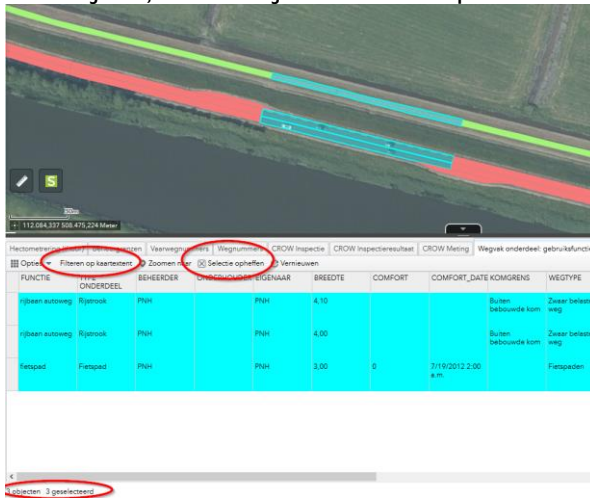 50m
112.084,337 508.475,224 Meter
Wegnummers CROW Inspectie CROW Inspectieresultaat CROW Meting Wegvak onderdeel: gebruiksfunctie
Opties Filteren op kaartextent Zoomen naar Selectie opheffen Vernieuwen
FUNCTIE TYPE ONDERDEEL BEHEERDER ONDERHOUDER EIGENAAR BREEDTE COMFORT COMFORT_DATE KOMGRENS WEGTYPE
rijbaan autoweg Rijstrook PNH PNH 4,10 Buiten bebouwde kom Zwaar belaste weg
rijbaan autoweg Rijstrook PNH PNH 4,00 Buiten bebouwde kom Zwaar belaste weg
fietspad Fietspad PNH PNH 3,00 0 7/19/2012 2:00 a.m. Fietspaden
3 objecten 3 geselecteerd